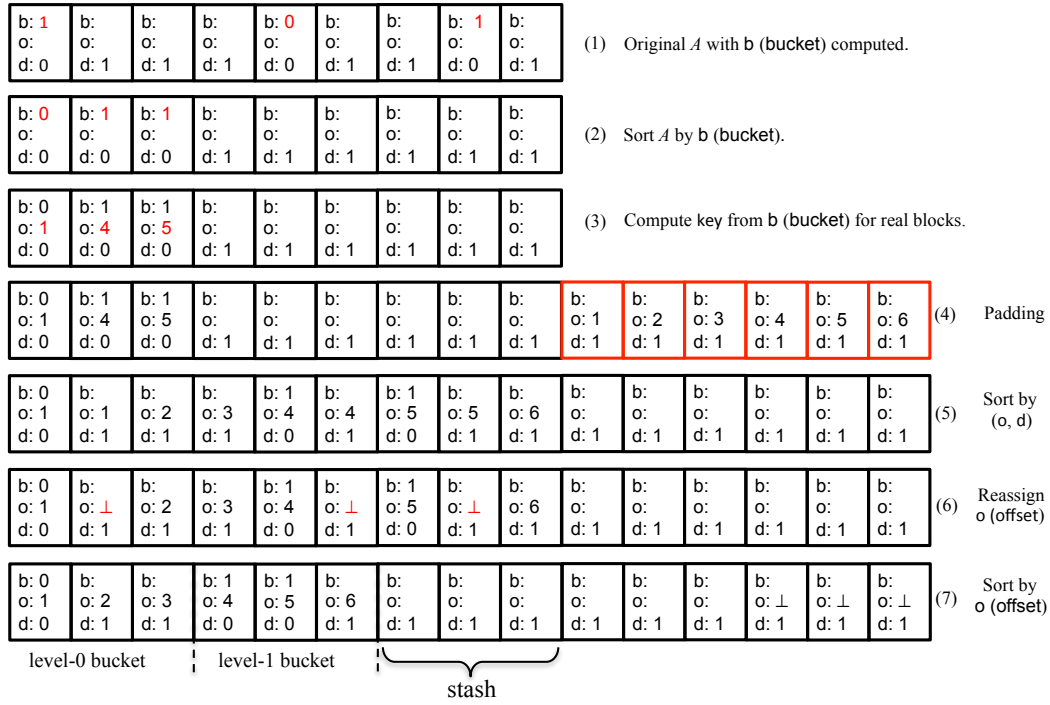 b: 1 b: b: b: b: 0 b: b: b: 1 b:
o: o: o: o: o: o: o: o: o:
d: 0 d: 1 d: 1 d: 1 d: 0 d: 1 d: 1 d: 0 d: 1
(1) Original A with b (bucket) computed.
b: 0 b: 1 b: 1 b: b: b: b: b: b:
o: o: o: o: o: o: o: o: o:
d: 0 d: 0 d: 0 d: 1 d: 1 d: 1 d: 1 d: 1 d: 1
(2) Sort A by b (bucket).
b: 0 b: 1 b: 1 b: b: b: b: b: b:
o: 1 o: 4 o: 5 o: o: o: o: o: o:
d: 0 d: 0 d: 0 d: 1 d: 1 d: 1 d: 1 d: 1 d: 1
(3) Compute key from b (bucket) for real blocks.
b: 0 b: 1 b: 1 b: b: b: b: b: b: b: b: b: b: b: b:
o: 1 o: 4 o: 5 o: o: o: o: o: o: o: 1 o: 2 o: 3 o: 4 o: 5 o: 6
d: 0 d: 0 d: 0 d: 1 d: 1 d: 1 d: 1 d: 1 d: 1 d: 1 d: 1 d: 1 d: 1 d: 1 d: 1
(4) Padding
b: 0 b: b: b: b: 1 b: b: 1 b: b: b: b: b: b: b: b:
o: 1 o: 1 o: 2 o: 3 o: 4 o: 4 o: 5 o: 5 o: 6 o: o: o: o: o: o:
d: 0 d: 1 d: 1 d: 1 d: 0 d: 1 d: 0 d: 1 d: 1 d: 1 d: 1 d: 1 d: 1 d: 1 d: 1
(5) Sort by
(o, d)
b: 0 b: b: b: b: 1 b: b: 1 b: b: b: b: b: b: b: b:
o: 1 o: ⊥ o: 2 o: 3 o: 4 o: ⊥ o: 5 o: ⊥ o: 6 o: o: o: o: o: o:
d: 0 d: 1 d: 1 d: 1 d: 0 d: 1 d: 0 d: 1 d: 1 d: 1 d: 1 d: 1 d: 1 d: 1 d: 1
(6) Reassign
o (offset)
b: 0 b: b: b: 1 b: 1 b: b: b: b: b: b: b: b: b: b:
o: 1 o: 2 o: 3 o: 4 o: 5 o: 6 o: o: o: o: o: o: o: ⊥ o: ⊥ o: ⊥
d: 0 d: 1 d: 1 d: 0 d: 0 d: 1 d: 1 d: 1 d: 1 d: 1 d: 1 d: 1 d: 1 d: 1 d: 1
(7) Sort by
o (offset)
level-0 bucket level-1 bucket
stash